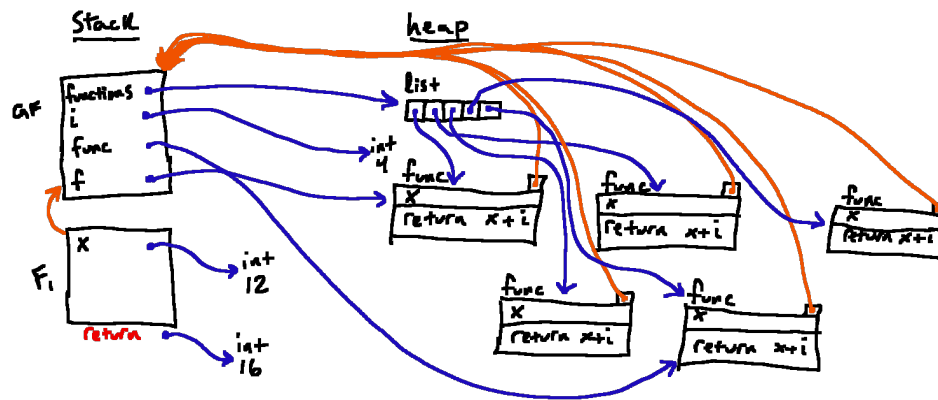 Stack
heap
GF
functions
i
func
f
list
int
4
func
x
return x+i
func
x
return x+i
func
x
return x+i
F1
x
int
12
return
int
16
func
x
return x+i
func
x
return x+i